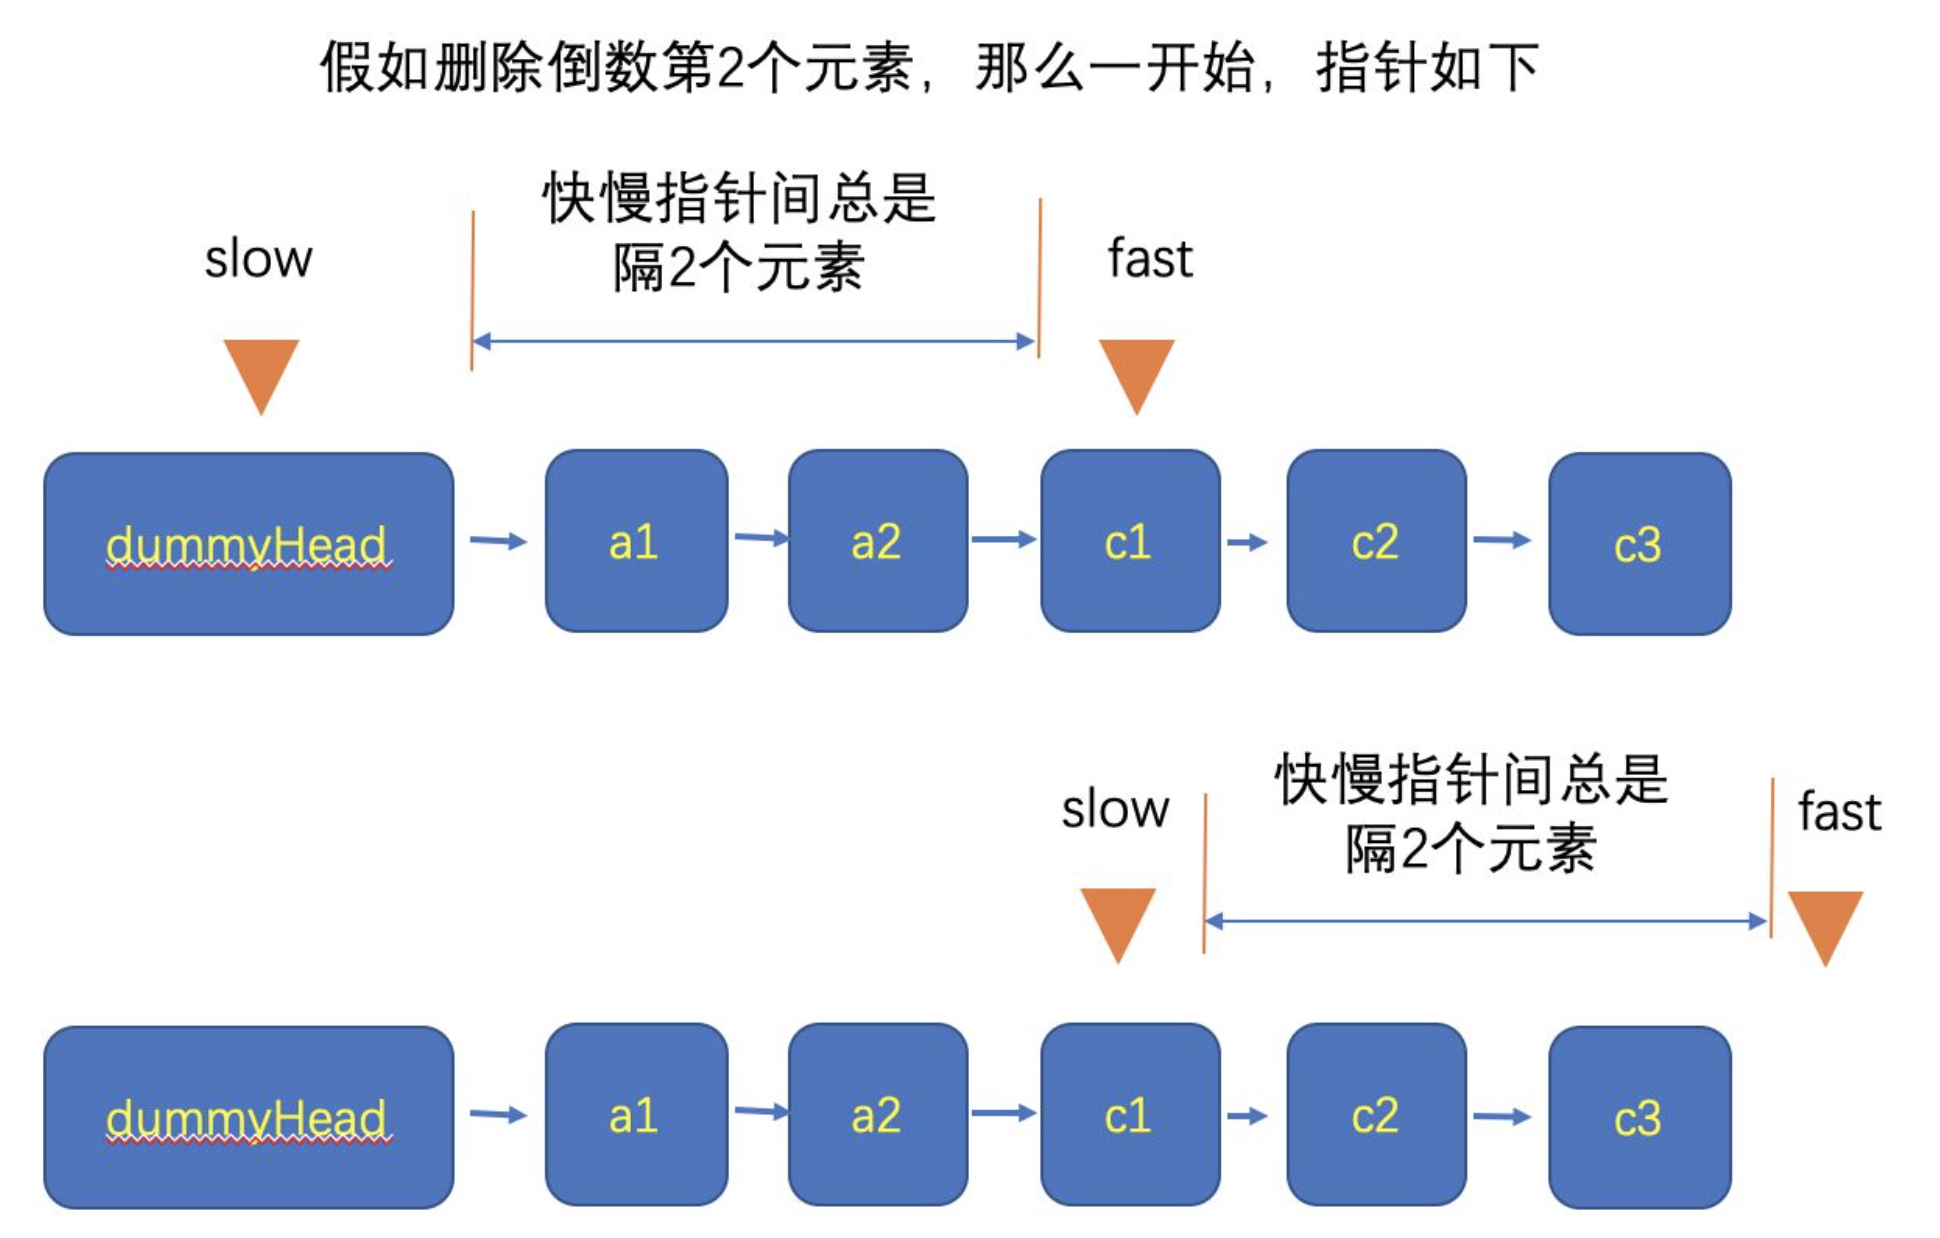 假如删除倒数第2个元素，那么一开始，指针如下
快慢指针间总是
隔2个元素
slow
fast
dummyHead
a1
a2
c1
c2
c3
快慢指针间总是
隔2个元素
slow
fast
dummyHead
a1
a2
c1
c2
c3